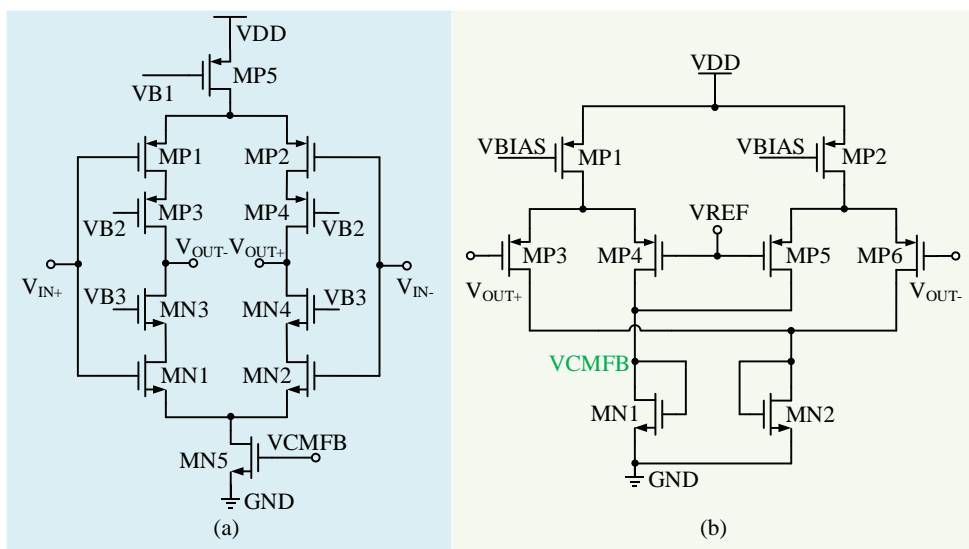 VDD
MP5
VB1
MP1
MP2
MP3
MP4
VB2
VB2
VOUT-
VOUT+
VIN+
VIN-
VB3
VB3
MN3
MN4
MN1
MN2
VCMFB
MN5
GND
(a)
VDD
VBIAS
MP1
VBIAS
MP2
VREF
MP3
MP4
MP5
MP6
VOUT+
VOUT-
VCMFB
MN1
MN2
GND
(b)